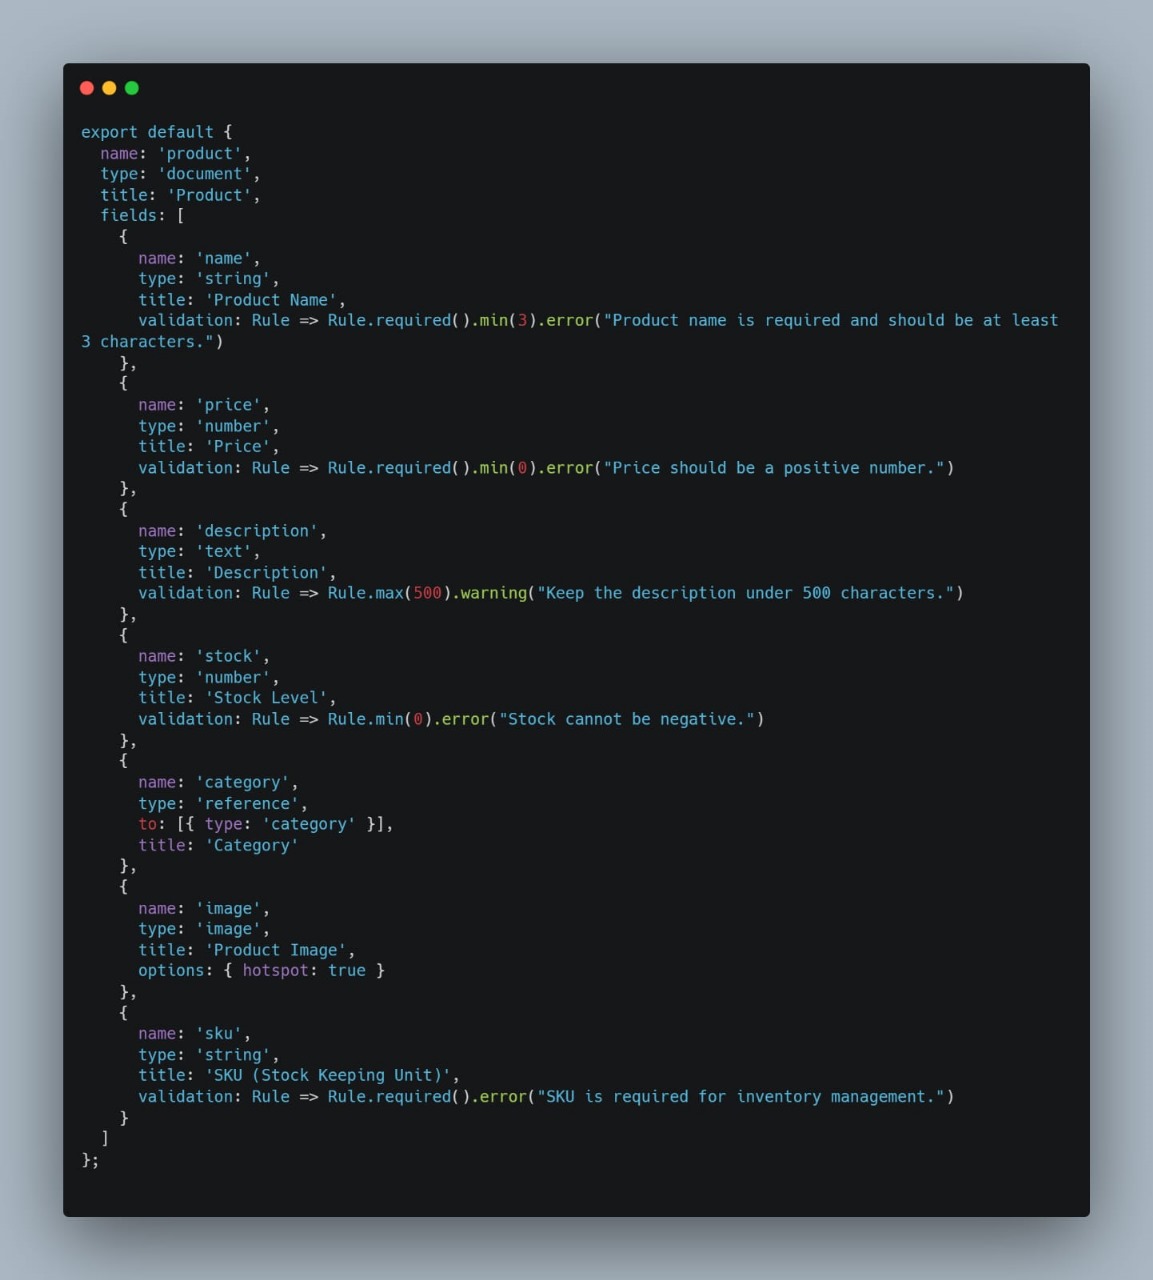 export default {
  name: 'product',
  type: 'document',
  title: 'Product',
  fields: [
    {
      name: 'name',
      type: 'string',
      title: 'Product Name',
      validation: Rule => Rule.required().min(3).error("Product name is required and should be at least
3 characters.")
    },
    {
      name: 'price',
      type: 'number',
      title: 'Price',
      validation: Rule => Rule.required().min(0).error("Price should be a positive number.")
    },
    {
      name: 'description',
      type: 'text',
      title: 'Description',
      validation: Rule => Rule.max(500).warning("Keep the description under 500 characters.")
    },
    {
      name: 'stock',
      type: 'number',
      title: 'Stock Level',
      validation: Rule => Rule.min(0).error("Stock cannot be negative.")
    },
    {
      name: 'category',
      type: 'reference',
      to: [{ type: 'category' }],
      title: 'Category'
    },
    {
      name: 'image',
      type: 'image',
      title: 'Product Image',
      options: { hotspot: true }
    },
    {
      name: 'sku',
      type: 'string',
      title: 'SKU (Stock Keeping Unit)',
      validation: Rule => Rule.required().error("SKU is required for inventory management.")
    }
  ]
};